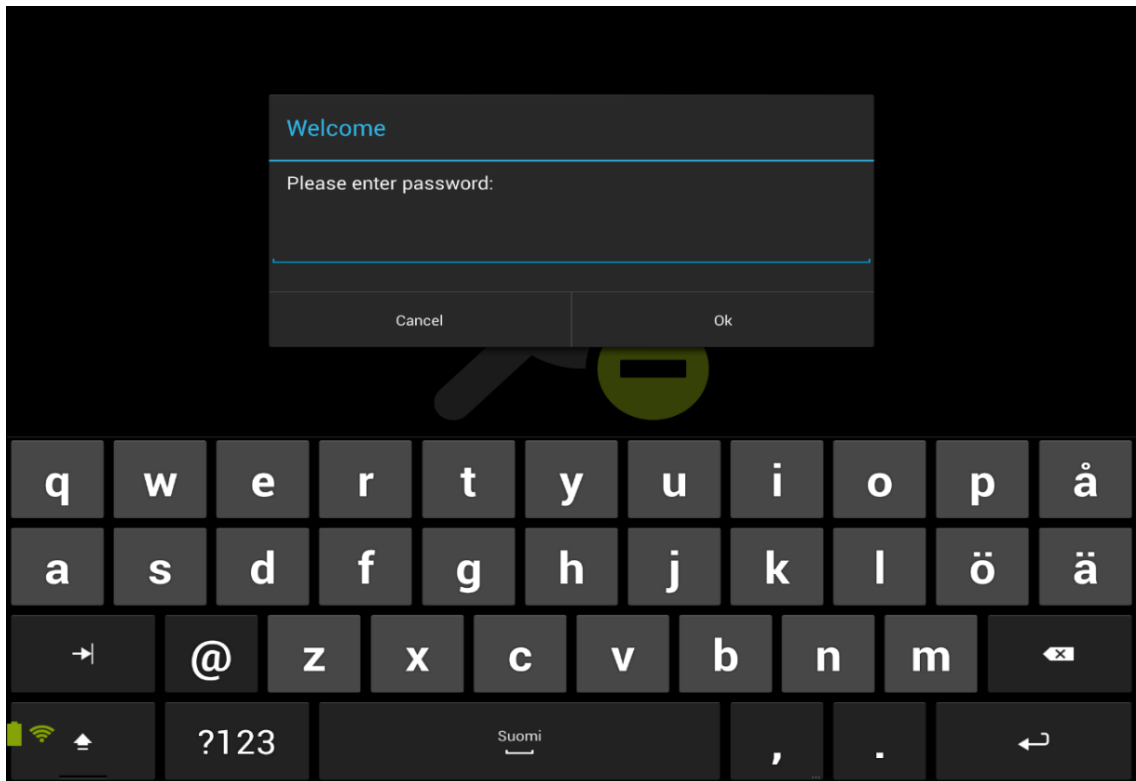 Welcome
Please enter password:
Cancel Ok
q w e r t y u i o p å
a s d f g h j k l ö ä
@ z x c v b n m
?123 Suomi , ... .